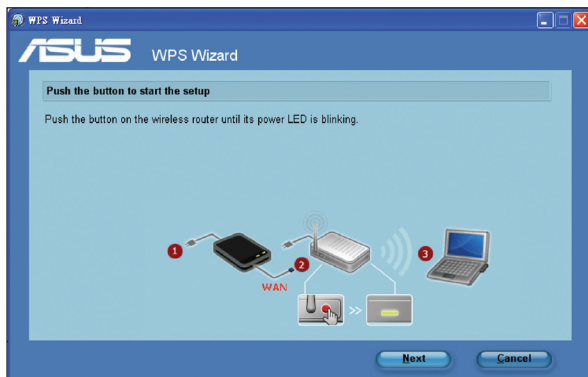 WPS Wizard
ASUS WPS Wizard
Push the button to start the setup
Push the button on the wireless router until its power LED is blinking.
1
2
3
WAN
>>
Next Cancel